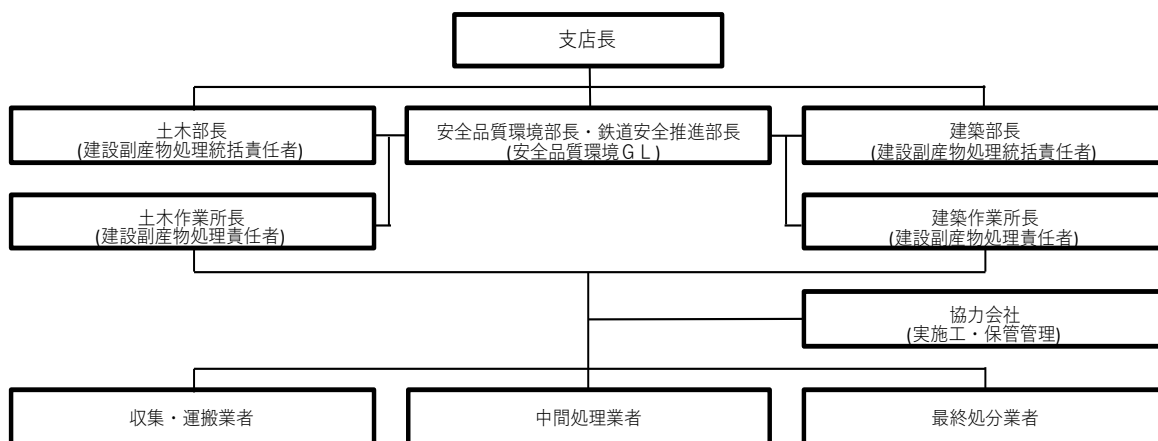 支店長
土木部長
(建設副産物処理統括責任者)
安全品質環境部長・鉄道安全推進部長
(安全品質環境ＧＬ)
建築部長
(建設副産物処理統括責任者)
土木作業所長
(建設副産物処理責任者)
建築作業所長
(建設副産物処理責任者)
協力会社
(実施工・保管管理)
収集・運搬業者
中間処理業者
最終処分業者